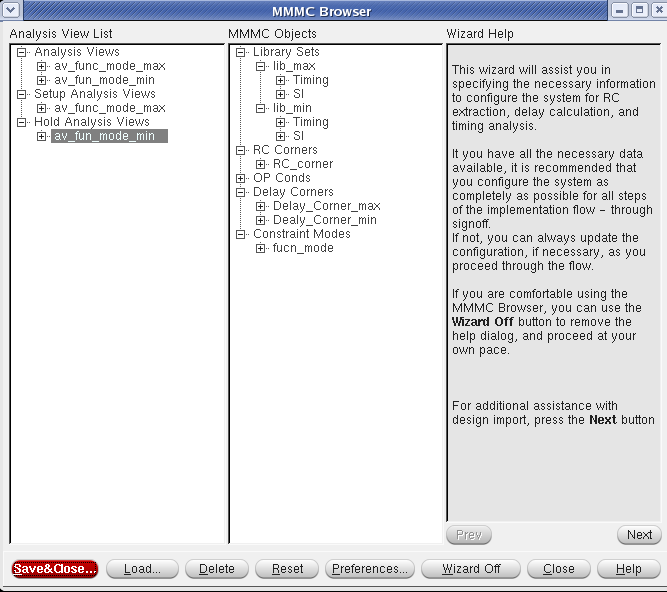 MMMC Browser
Analysis View List
Analysis Views
av_func_mode_max
av_fun_mode_min
Setup Analysis Views
av_func_mode_max
Hold Analysis Views
av_fun_mode_min
MMMC Objects
Library Sets
lib_max
Timing
SI
lib_min
Timing
SI
RC Corners
RC_corner
OP Conds
Delay Corners
Delay_Corner_max
Dealy_Corner_min
Constraint Modes
fucn_mode
Wizard Help
This wizard will assist you in
specifying the necessary information
to configure the system for RC
extraction, delay calculation, and
timing analysis.
It you have all the necessary data
available, it is recommended that
you configure the system as
completely as possible for all steps
of the implementation flow - through
signoff.
If not, you can always update the
configuration, if necessary, as you
proceed through the flow.
If you are comfortable using the
MMMC Browser, you can use the
Wizard Off button to remove the
help dialog, and proceed at your
own pace.
For additional assistance with
design import, press the Next button
Prev
Next
Save&Close...
Load...
Delete
Reset
Preferences...
Wizard Off
Close
Help